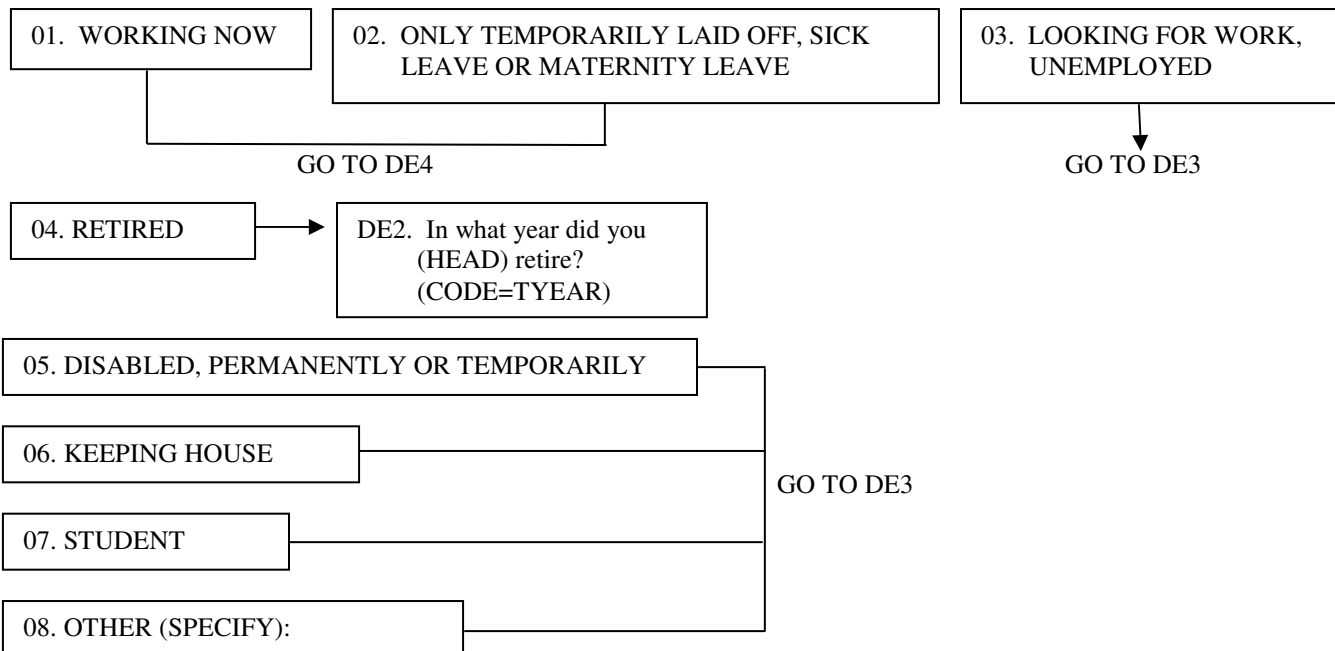 01. WORKING NOW
02. ONLY TEMPORARILY LAID OFF, SICK
LEAVE OR MATERNITY LEAVE
03. LOOKING FOR WORK,
UNEMPLOYED
GO TO DE4
GO TO DE3
04. RETIRED
DE2. In what year did you
(HEAD) retire?
(CODE=TYEAR)
05. DISABLED, PERMANENTLY OR TEMPORARILY
06. KEEPING HOUSE
GO TO DE3
07. STUDENT
08. OTHER (SPECIFY):